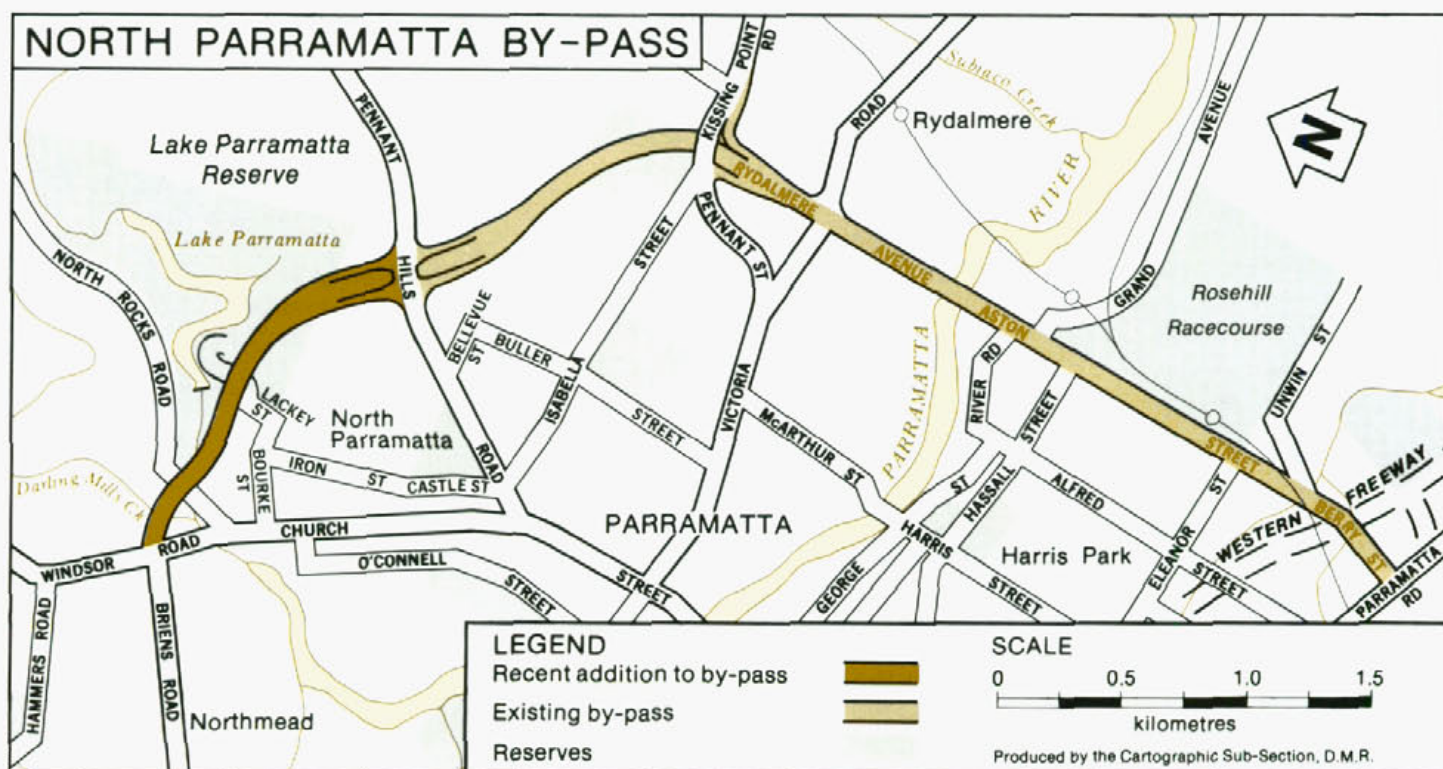 NORTH PARRAMATTA BY-PASS
PENNANT
HILLS
ROAD
KISSING POINT
RD
Subiaco Creek
Rydalmere
ROAD
AVENUE
N
Lake Parramatta
Reserve
Lake Parramatta
NORTH ROCKS ROAD
RYDALMERE
AVENUE
PENNANT ST
STREET
ISABELLA
PARRAMATTA
RIVER
GRAND
Rosehill
Racecourse
ASTON
STREET
BELLEVUE
ST
BULLER
STREET
VICTORIA
McARTHUR ST
RIVER
RD
STREET
HASSALL
UNWIN ST
LACKEY
ST
North
Parramatta
BOURKE
ST
IRON
ST
CASTLE ST
Darling Mills Ck
CHURCH
STREET
PARRAMATTA
PARRAMATTA
ST
GEORGE
HARRIS
STREET
Harris Park
ALFRED
STREET
ELEANOR
ST
WESTERN
FREEWAY
BERRY
ST
PARRAMATTA
RD
WINDSOR
ROAD
O'CONNELL
STREET
HAMMERS ROAD
BRIENS ROAD
Northmead
LEGEND
Recent addition to by-pass
Existing by-pass
Reserves
SCALE
0 0.5 1.0 1.5
kilometres
Produced by the Cartographic Sub-Section, D.M.R.